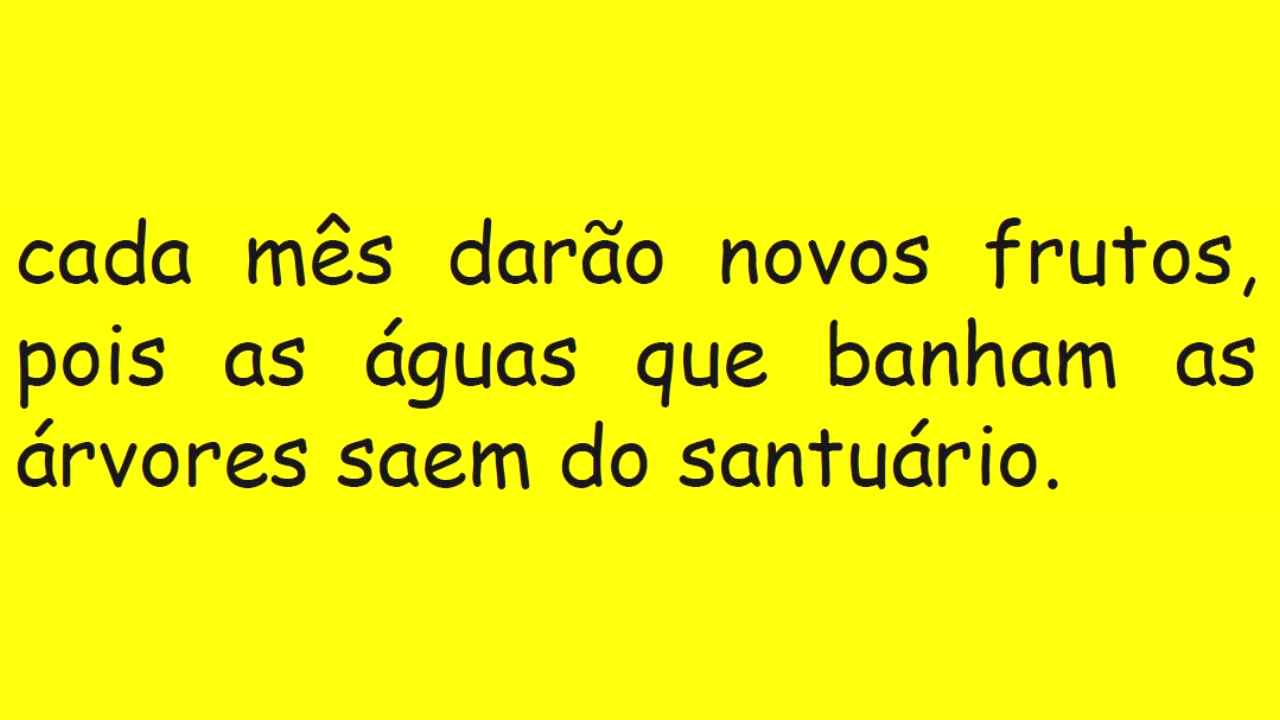 cada mês darão novos frutos,
pois as águas que banham as
árvores saem do santuário.